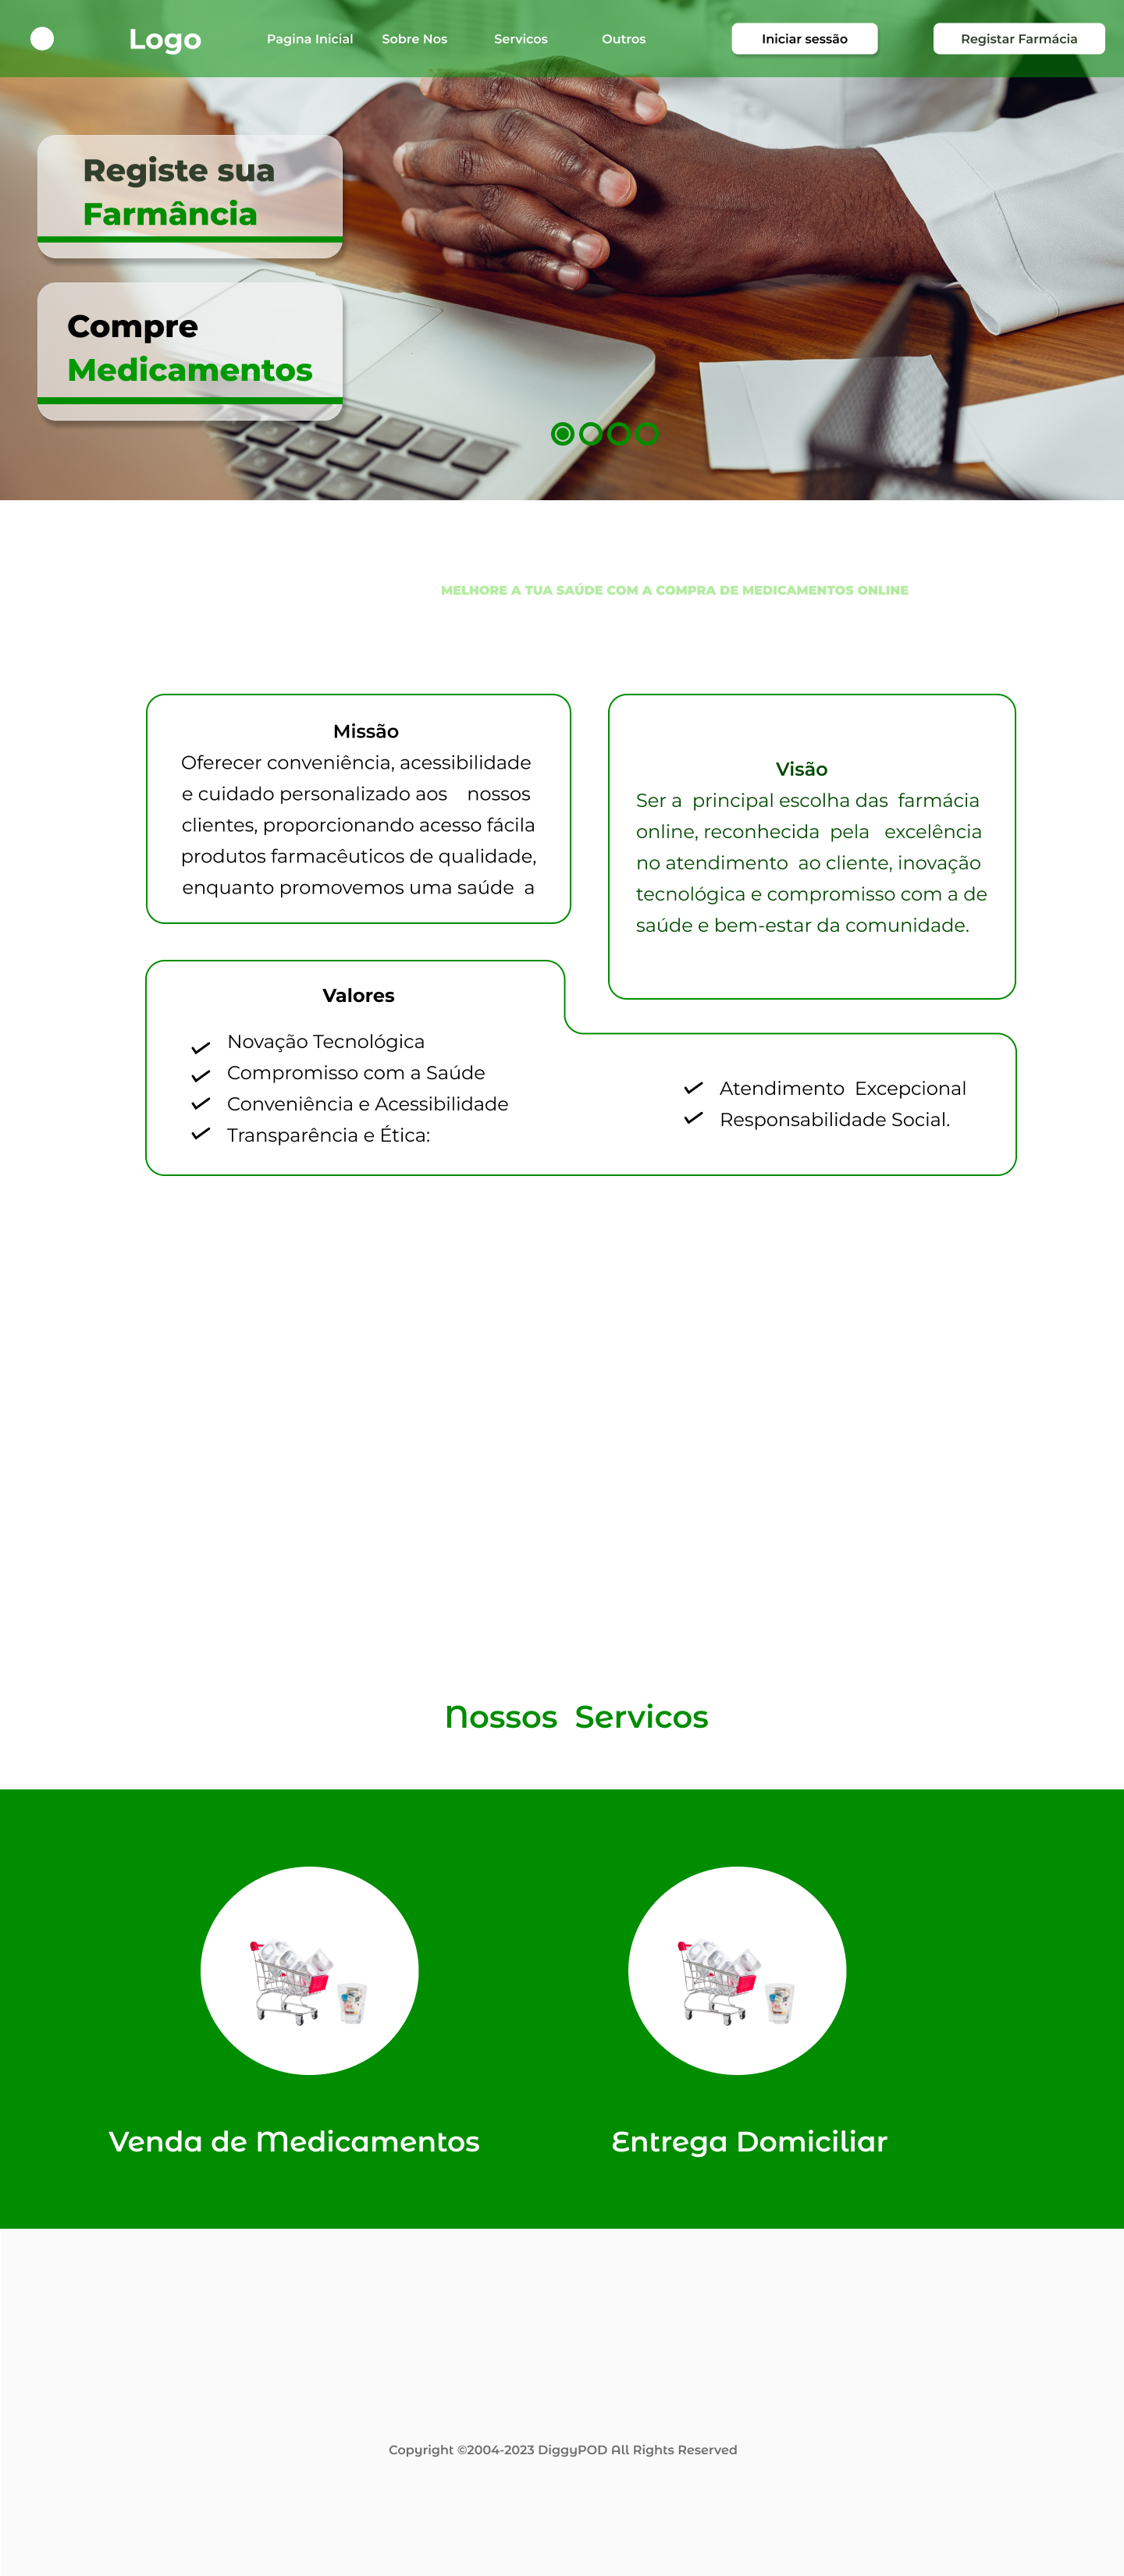 Logo
Pagina Inicial
Sobre Nos
Servicos
Outros
Iniciar sessão
Registar Farmácia
Registe sua
Farmância
Compre
Medicamentos
MELHORE A TUA SAÚDE COM A COMPRA DE MEDICAMENTOS ONLINE
Missão
Oferecer conveniência, acessibilidade
e cuidado personalizado aos nossos
clientes, proporcionando acesso fácila
produtos farmacêuticos de qualidade,
enquanto promovemos uma saúde a
Visão
Ser a principal escolha das farmácia
online, reconhecida pela excelência
no atendimento ao cliente, inovação
tecnológica e compromisso com a de
saúde e bem-estar da comunidade.
Valores
Novação Tecnológica
Compromisso com a Saúde
Conveniência e Acessibilidade
Transparência e Ética:
Atendimento Excepcional
Responsabilidade Social.
Nossos Servicos
Venda de Medicamentos
Entrega Domiciliar
Copyright ©2004-2023 DiggyPOD All Rights Reserved